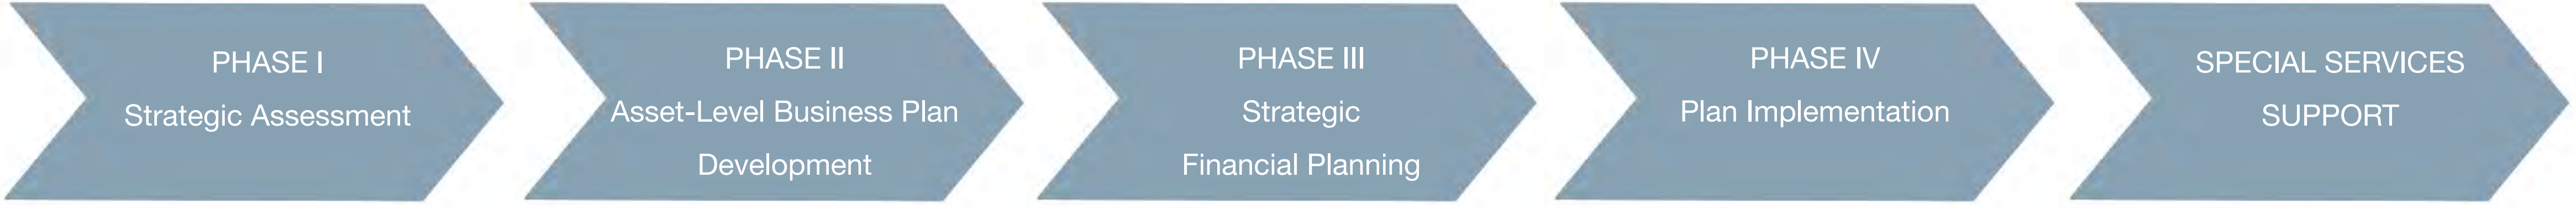 PHASE I
Strategic Assessment
PHASE II
Asset-Level Business Plan
Development
PHASE III
Strategic
Financial Planning
PHASE IV
Plan Implementation
SPECIAL SERVICES
SUPPORT